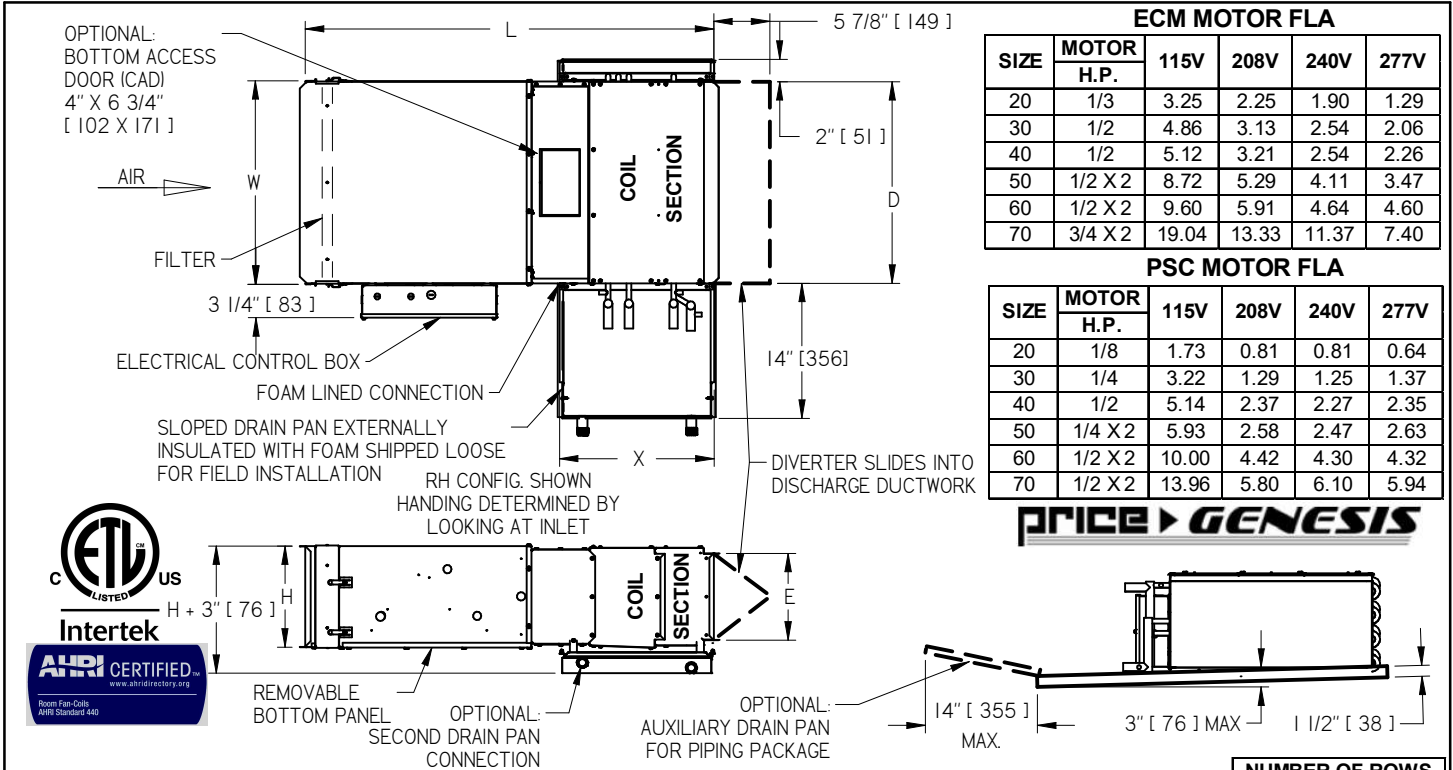 OPTIONAL:
BOTTOM ACCESS
DOOR (CAD)
4" X 6 3/4"
[ 102 X 171 ]
L
5 7/8" [ 149 ]
2" [ 51 ]
AIR
W
COIL
SECTION
D
FILTER
3 1/4" [ 83 ]
ELECTRICAL CONTROL BOX
FOAM LINED CONNECTION
14" [356]
SLOPED DRAIN PAN EXTERNALLY
INSULATED WITH FOAM SHIPPED LOOSE
FOR FIELD INSTALLATION
X
RH CONFIG. SHOWN
HANDING DETERMINED BY
LOOKING AT INLET
DIVERTER SLIDES INTO
DISCHARGE DUCTWORK
ECM MOTOR FLA
SIZE MOTOR H.P. 115V 208V 240V 277V
20 1/3 3.25 2.25 1.90 1.29
30 1/2 4.86 3.13 2.54 2.06
40 1/2 5.12 3.21 2.54 2.26
50 1/2 X 2 8.72 5.29 4.11 3.47
60 1/2 X 2 9.60 5.91 4.64 4.60
70 3/4 X 2 19.04 13.33 11.37 7.40
PSC MOTOR FLA
SIZE MOTOR H.P. 115V 208V 240V 277V
20 1/8 1.73 0.81 0.81 0.64
30 1/4 3.22 1.29 1.25 1.37
40 1/2 5.14 2.37 2.27 2.35
50 1/4 X 2 5.93 2.58 2.47 2.63
60 1/2 X 2 10.00 4.42 4.30 4.32
70 1/2 X 2 13.96 5.80 6.10 5.94
PRICE GENESIS
ETL CM
LISTED
C US
Intertek
AHRI CERTIFIED™
www.ahridirectory.org
Room Fan-Coils
AHRI Standard 440
H + 3" [ 76 ]
H
COIL
SECTION
E
REMOVABLE
BOTTOM PANEL
OPTIONAL:
SECOND DRAIN PAN
CONNECTION
OPTIONAL:
AUXILIARY DRAIN PAN
FOR PIPING PACKAGE
14" [ 355 ]
MAX.
3" [ 76 ] MAX
1 1/2" [ 38 ]
NUMBER OF ROWS